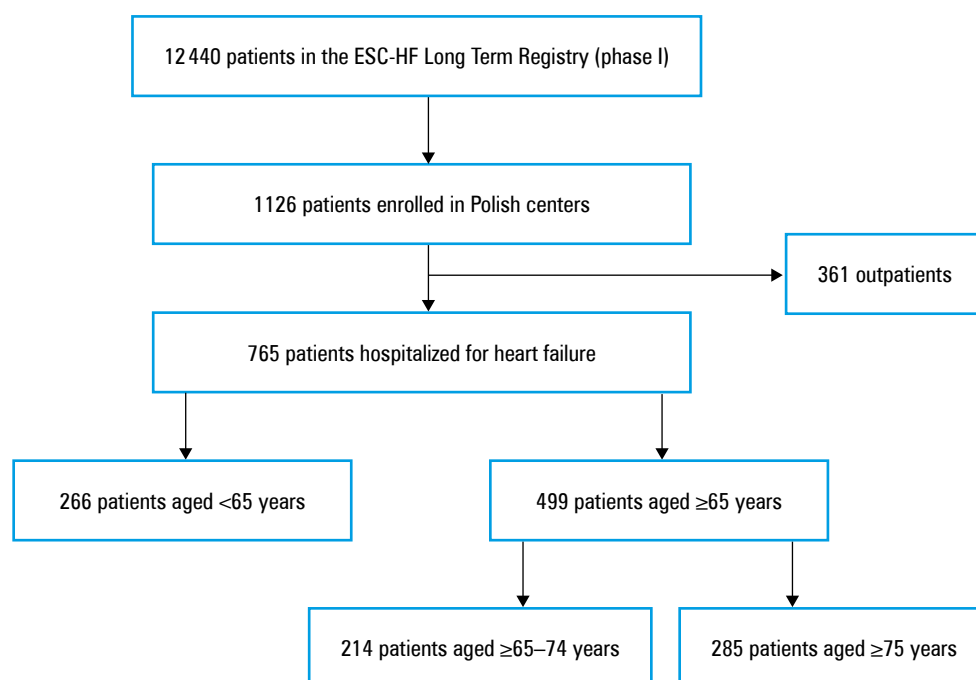 12 440 patients in the ESC-HF Long Term Registry (phase I)
1126 patients enrolled in Polish centers
361 outpatients
765 patients hospitalized for heart failure
266 patients aged <65 years
499 patients aged ≥65 years
214 patients aged ≥65–74 years
285 patients aged ≥75 years